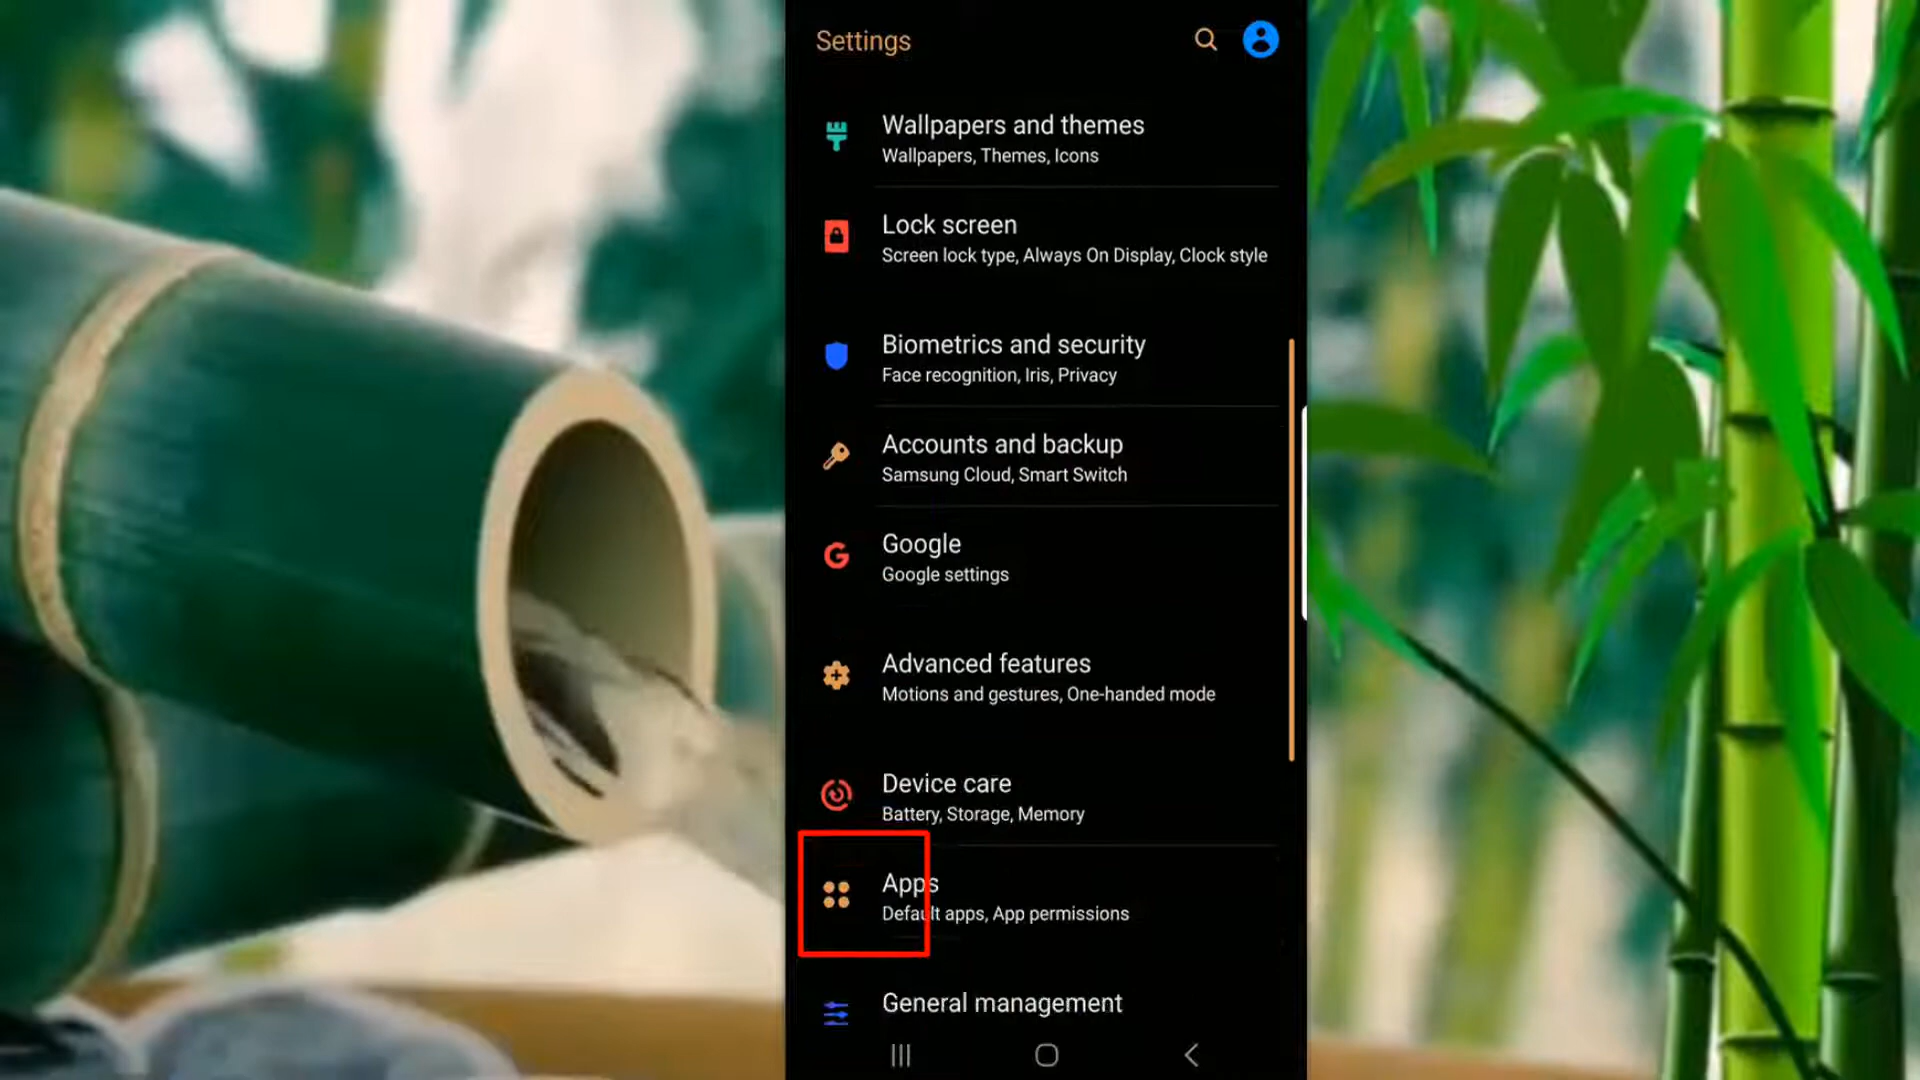 Settings
Wallpapers and themes
Wallpapers, Themes, Icons
Lock screen
Screen lock type, Always On Display, Clock style
Biometrics and security
Face recognition, Iris, Privacy
Accounts and backup
Samsung Cloud, Smart Switch
Google
Google settings
Advanced features
Motions and gestures, One-handed mode
Device care
Battery, Storage, Memory
Apps
Default apps, App permissions
General management